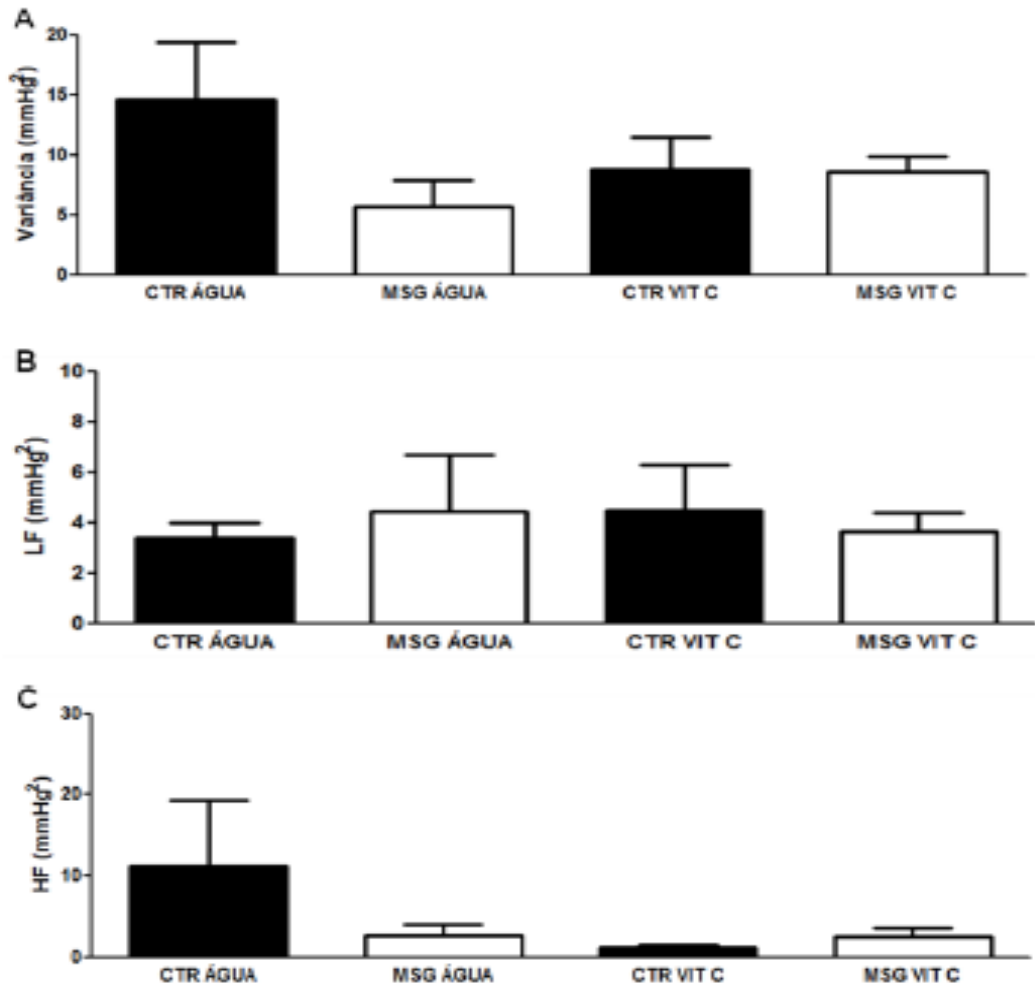 A
Variância (mmHg²)
20
15
10
5
0
CTR ÁGUA MSG ÁGUA CTR VIT C MSG VIT C
B
LF (mmHg²)
10
8
6
4
2
0
CTR ÁGUA MSG ÁGUA CTR VIT C MSG VIT C
C
HF (mmHg²)
30
20
10
0
CTR ÁGUA MSG ÁGUA CTR VIT C MSG VIT C